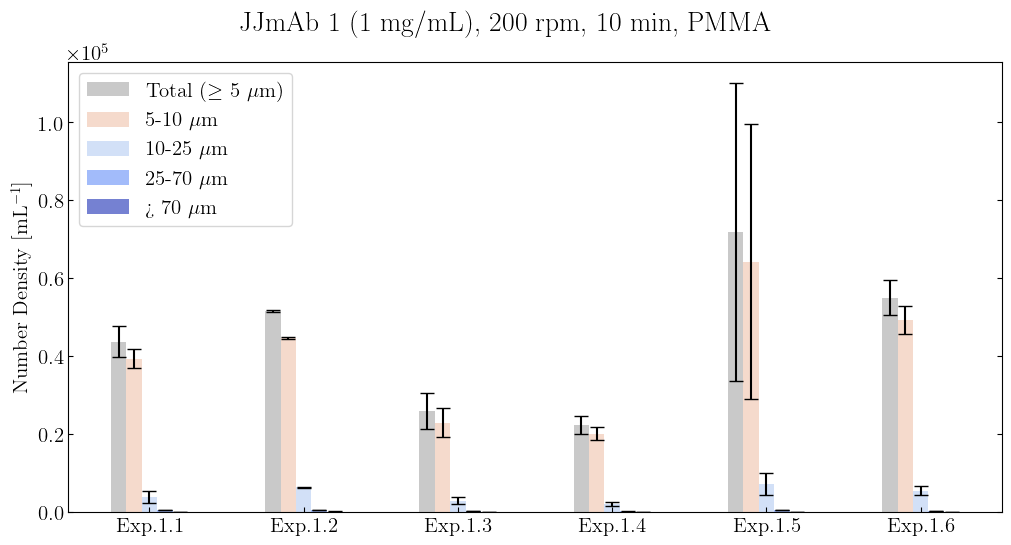 JJmAb 1 (1 mg/mL), 200 rpm, 10 min, PMMA
×10⁵
Total (≥ 5 μm)
5-10 μm
10-25 μm
25-70 μm
> 70 μm
Number Density [mL⁻¹]
1.0
0.8
0.6
0.4
0.2
0.0
Exp.1.1 Exp.1.2 Exp.1.3 Exp.1.4 Exp.1.5 Exp.1.6